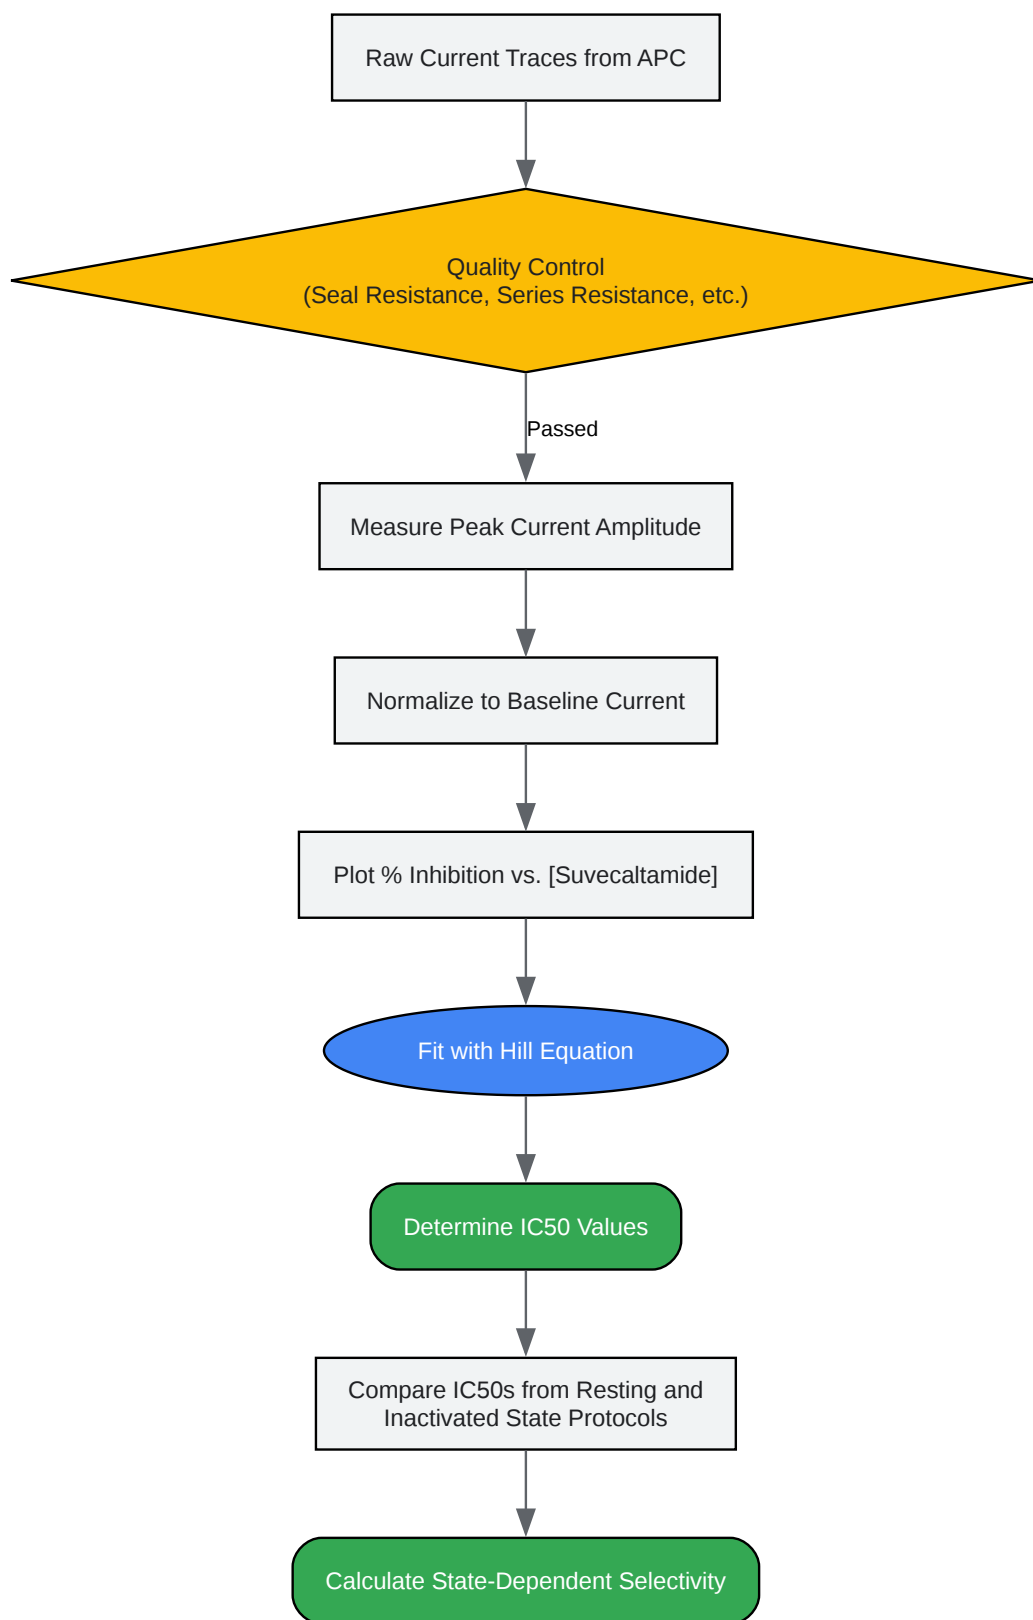 Raw Current Traces from APC
Quality Control
(Seal Resistance, Series Resistance, etc.)
Passed
Measure Peak Current Amplitude
Normalize to Baseline Current
Plot % Inhibition vs. [Suvecaltamide]
Fit with Hill Equation
Determine IC50 Values
Compare IC50s from Resting and
Inactivated State Protocols
Calculate State-Dependent Selectivity